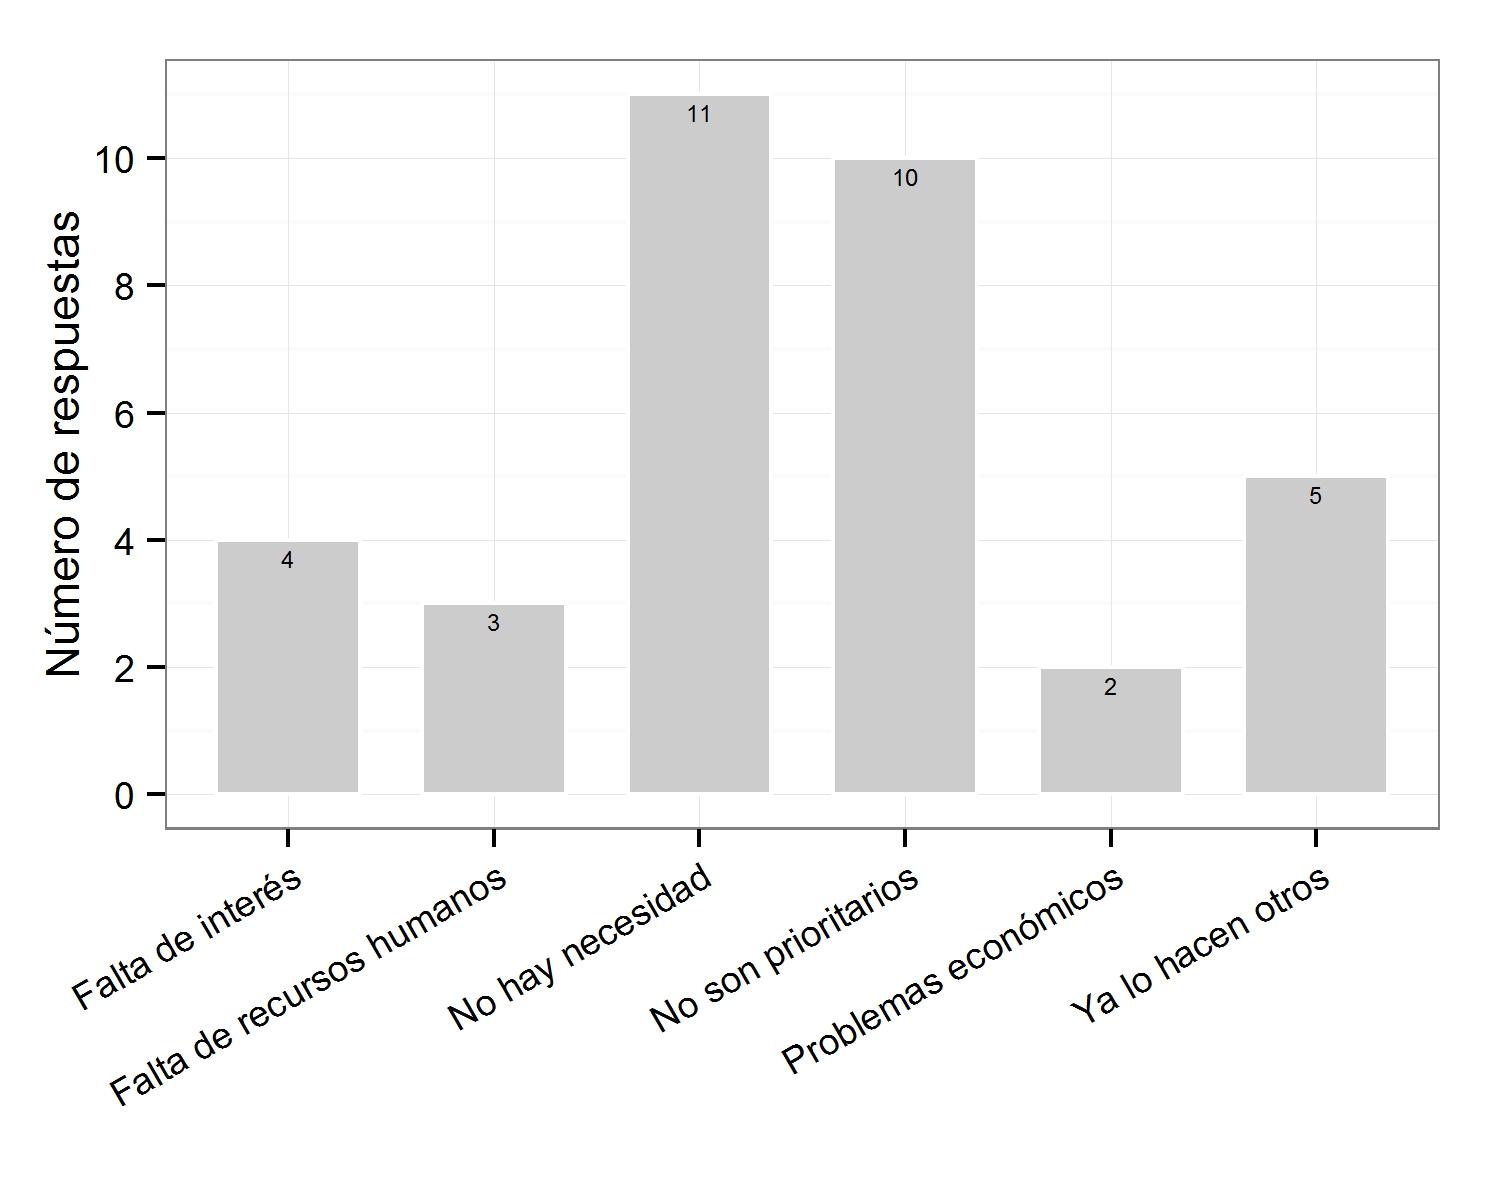 Número de respuestas
10
8
6
4
2
0
4
3
11
10
2
5
Falta de interés
Falta de recursos humanos
No hay necesidad
No son prioritarios
Problemas económicos
Ya lo hacen otros